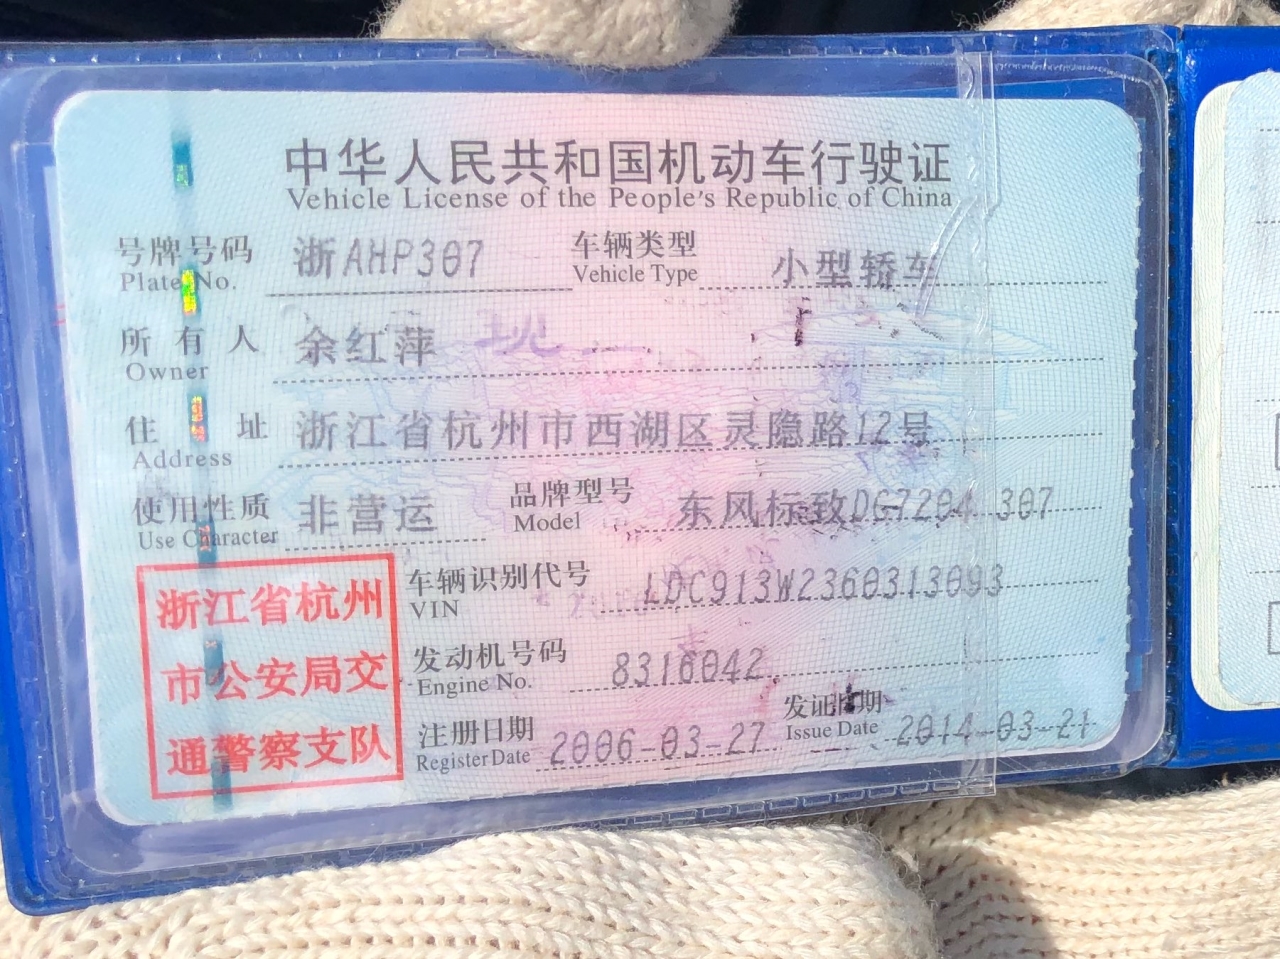 中华人民共和国机动车行驶证
Vehicle License of the People's Republic of China
号牌号码 浙AHP307 车辆类型 小型轿车
Plate No. Vehicle Type
所有人 余红萍
Owner
住址 浙江省杭州市西湖区灵隐路12号
Address
使用性质 非营运 品牌型号 东风标致DG7204 307
Use Character Model
浙江省杭州
市公安局交
通警察支队
车辆识别代号 LDC913W2360313093
VIN
发动机号码 8316042
Engine No.
注册日期 2006-03-27 发证日期 2014-03-21
Register Date Issue Date